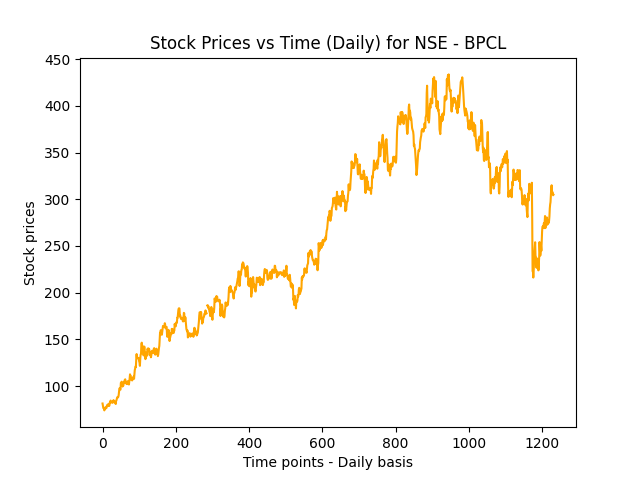 Stock Prices vs Time (Daily) for NSE - BPCL
450
400
350
300
250
200
150
100
Stock prices
0 200 400 600 800 1000 1200
Time points - Daily basis